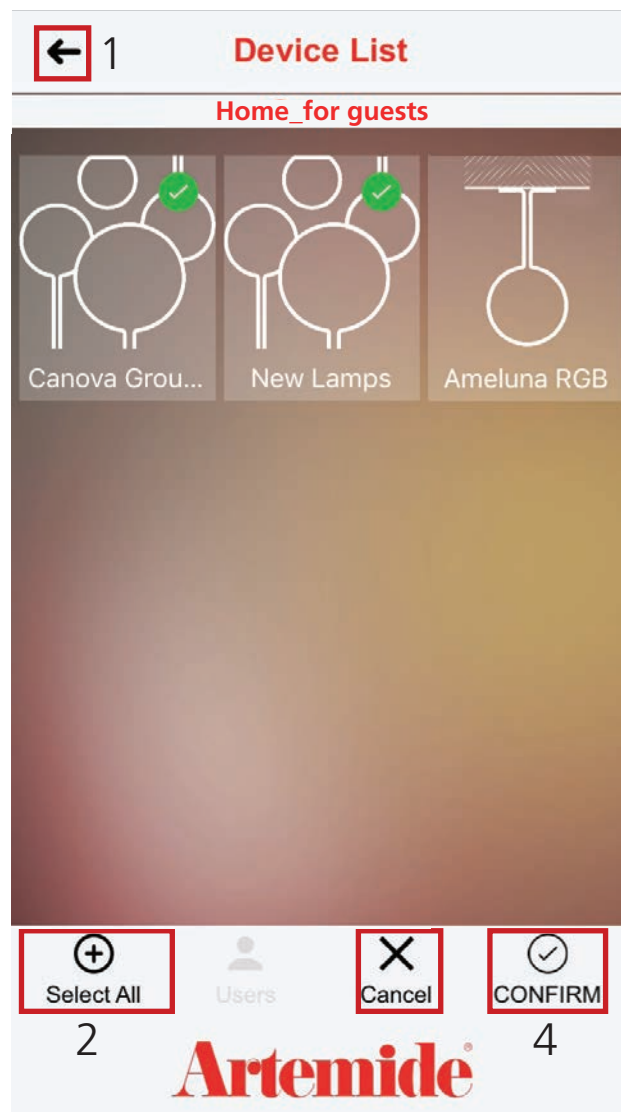 1 Device List
Home_for guests
Canova Grou... New Lamps Ameluna RGB
Select All Users Cancel CONFIRM
2 4
Artemide®